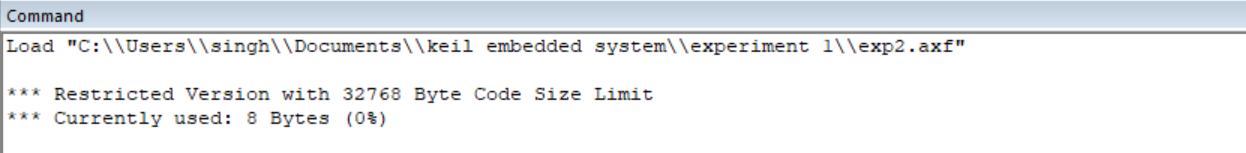 Command
Load "C:\\Users\\singh\\Documents\\keil embedded system\\experiment 1\\exp2.axf"
*** Restricted Version with 32768 Byte Code Size Limit
*** Currently used: 8 Bytes (0%)